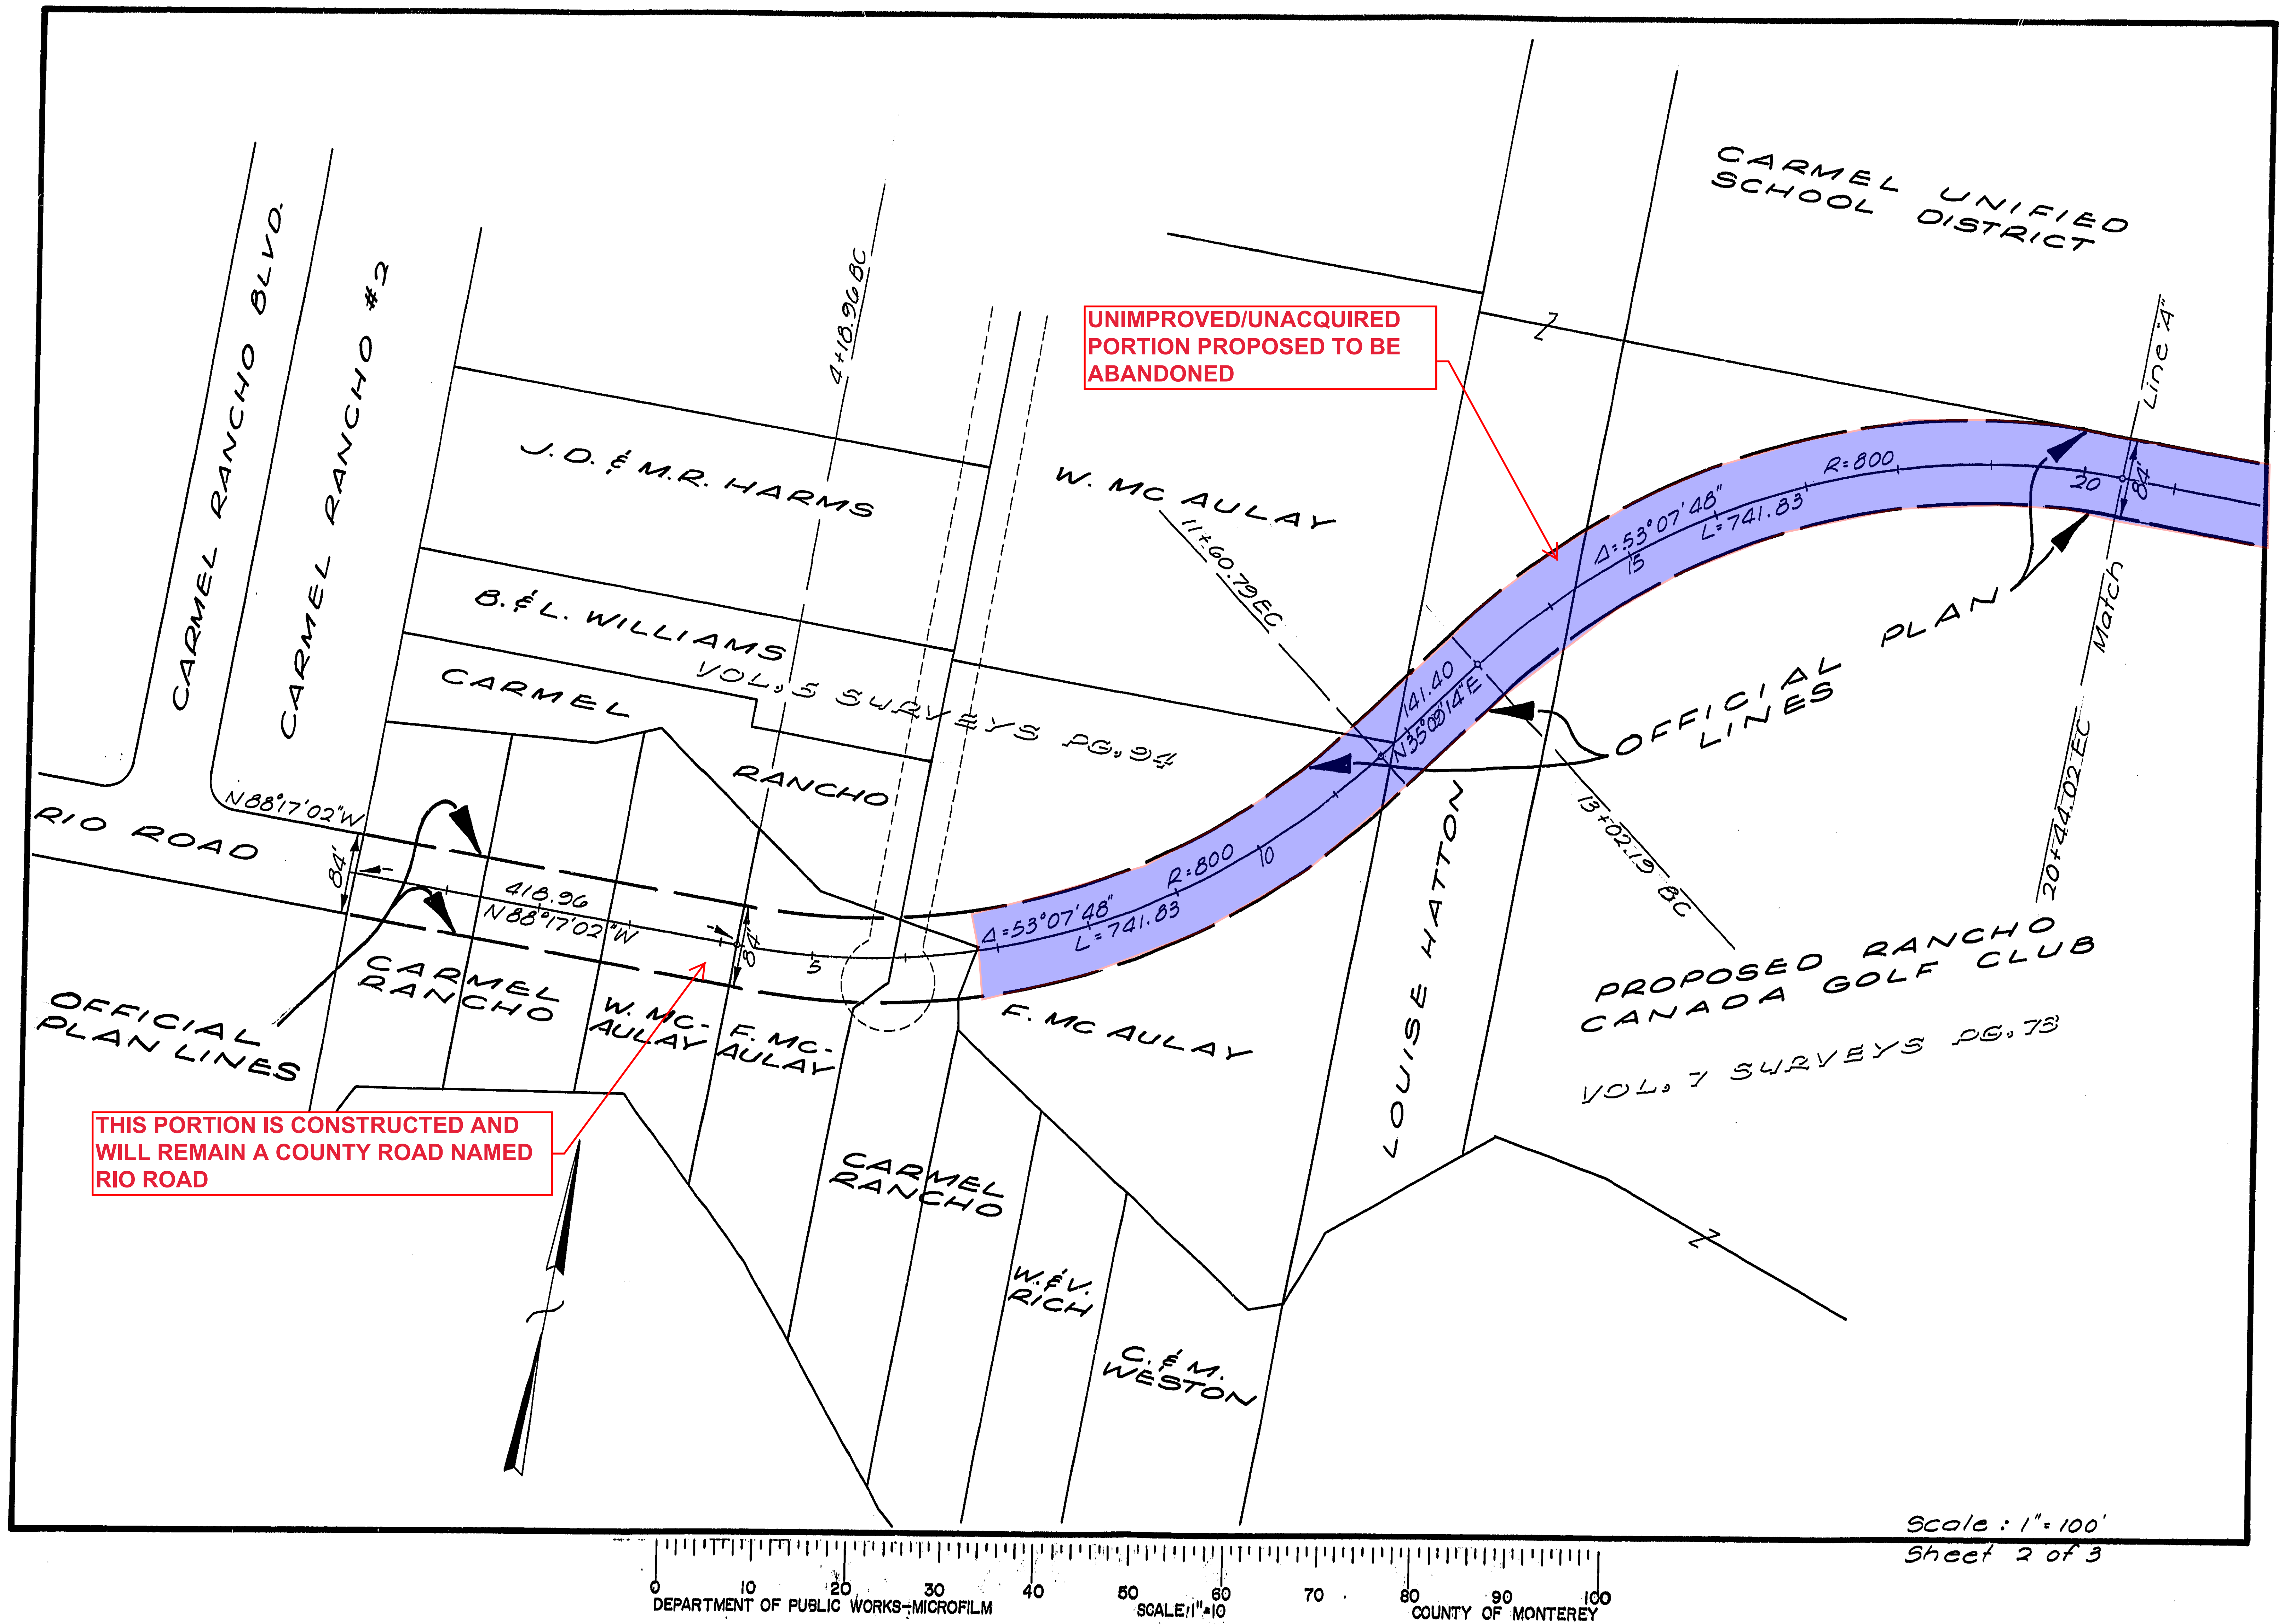 CARMEL UNIFIED
SCHOOL DISTRICT
CARMEL RANCHO BLVD.
CARMEL RANCHO #2
4+18.96 BC
UNIMPROVED/UNACQUIRED
PORTION PROPOSED TO BE
ABANDONED
Line "A"
Match
J.D. & M.R. HARMS
W. MC AULAY
11+60.79 EC
R=800
Δ=53°07'48"
L=741.83
15
20
84'
B. & L. WILLIAMS
VOL. 5 SURVEYS PG. 94
CARMEL
RANCHO
141.40
N35°09'14"E
OFFICIAL PLAN
LINES
13+02.19 BC
20+44.02 EC
RIO ROAD
N88°17'02"W
84'
418.96
N88°17'02"W
84'
5
R=800
10
Δ=53°07'48"
L=741.83
LOUISE HATTON
PROPOSED RANCHO
CANADA GOLF CLUB
VOL. 7 SURVEYS PG. 73
OFFICIAL
PLAN LINES
CARMEL
RANCHO
W. MC-
AULAY
F. MC-
AULAY
F. MC AULAY
THIS PORTION IS CONSTRUCTED AND
WILL REMAIN A COUNTY ROAD NAMED
RIO ROAD
CARMEL
RANCHO
W. & V.
RICH
C. & M.
WESTON
Scale: 1"=100'
Sheet 2 of 3
0 10 20 30 40 50 60 70 80 90 100
DEPARTMENT OF PUBLIC WORKS-MICROFILM SCALE: 1"=10 COUNTY OF MONTEREY